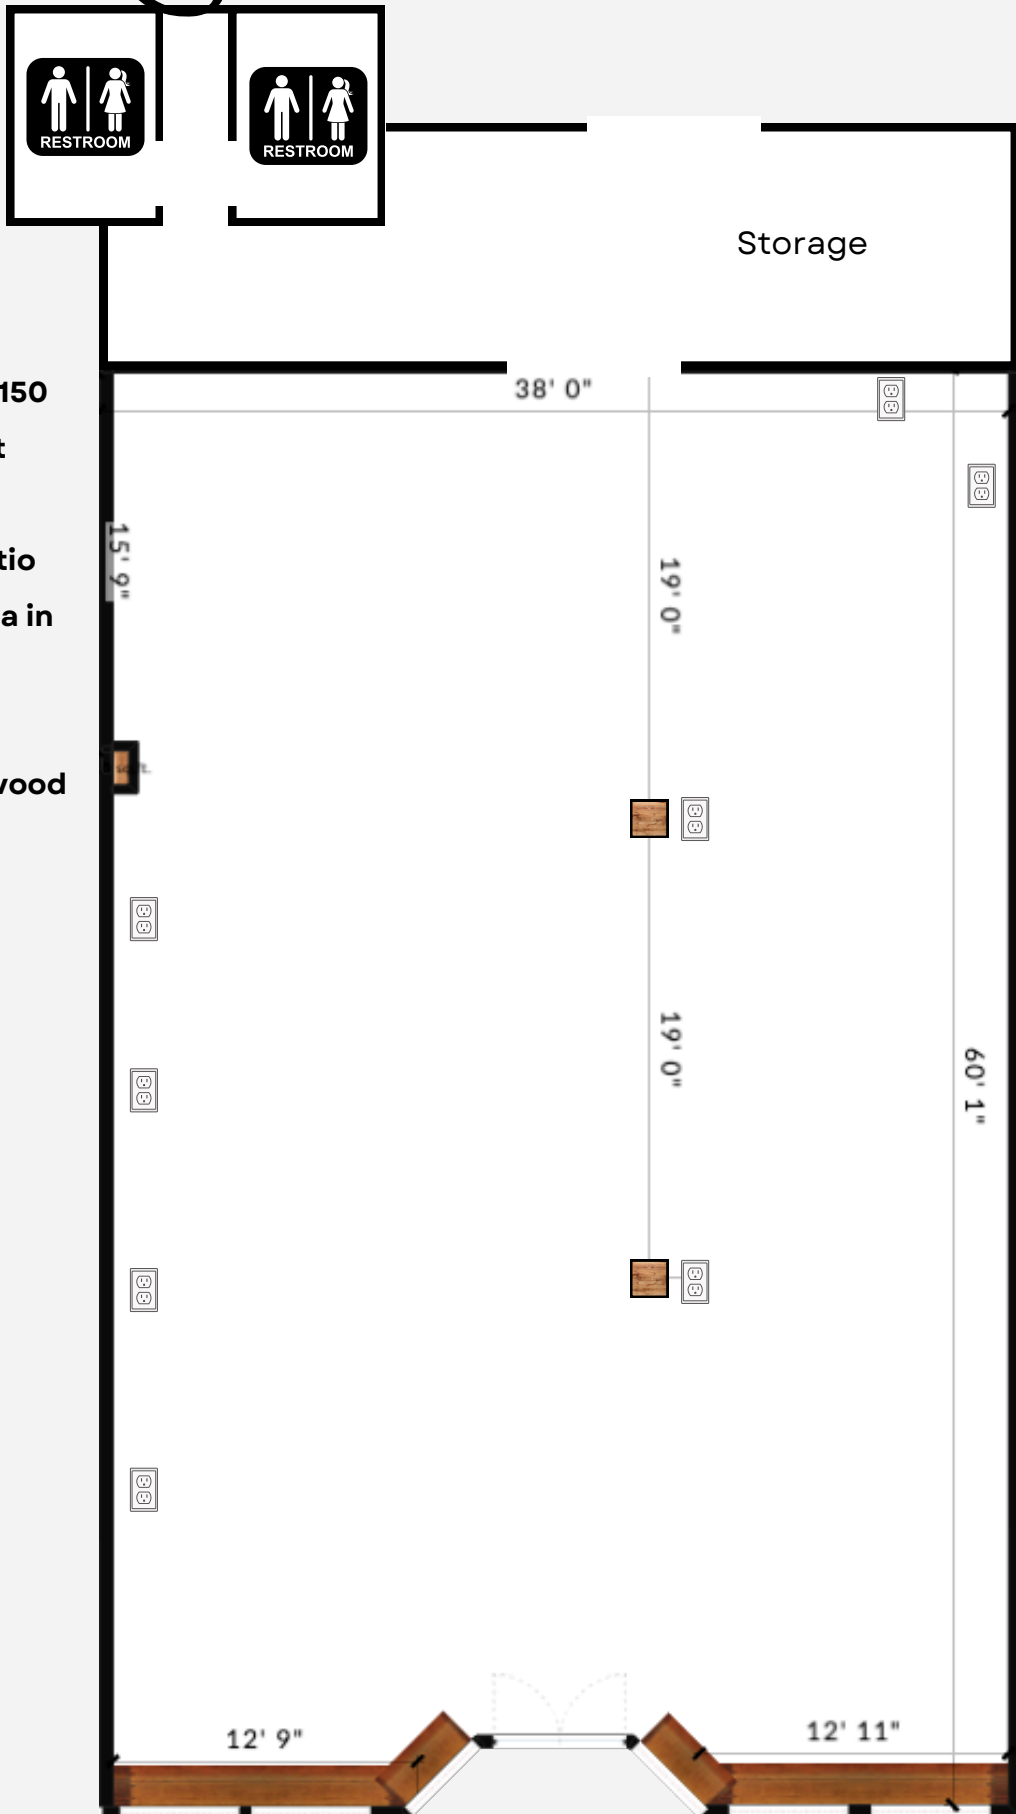 RESTROOM
RESTROOM
Storage
150
t
tio
a in
vood
38' 0"
15' 9"
19' 0"
19' 0"
60' 1"
12' 9"
12' 11"